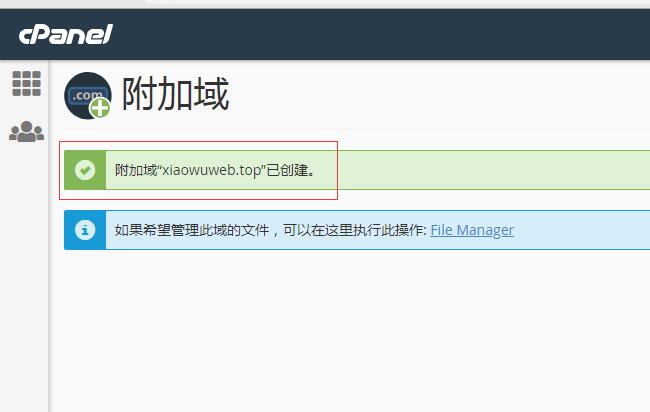 cPanel
.com
附加域
附加域“xiaowuweb.top”已创建。
如果希望管理此域的文件，可以在这里执行此操作: File Manager